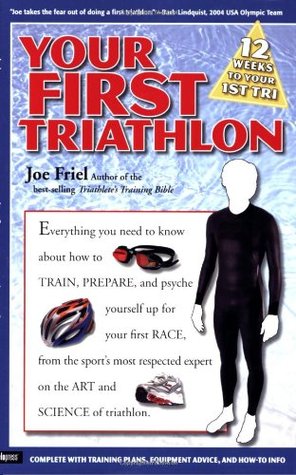 "Joe takes the fear out of doing a first triathlon!" —Barb Lindquist, 2004 USA Olympic Team
YOUR
FIRST
TRIATHLON
12
WEEKS
TO YOUR
1ST TRI
Joe Friel Author of the
best-selling Triathlete's Training Bible
Everything you need to know
about how to
TRAIN, PREPARE, and psyche
yourself up for
your first RACE,
from the sport's most respected expert
on the ART and
SCIENCE of triathlon.
COMPLETE WITH TRAINING PLANS, EQUIPMENT ADVICE, AND HOW-TO INFO